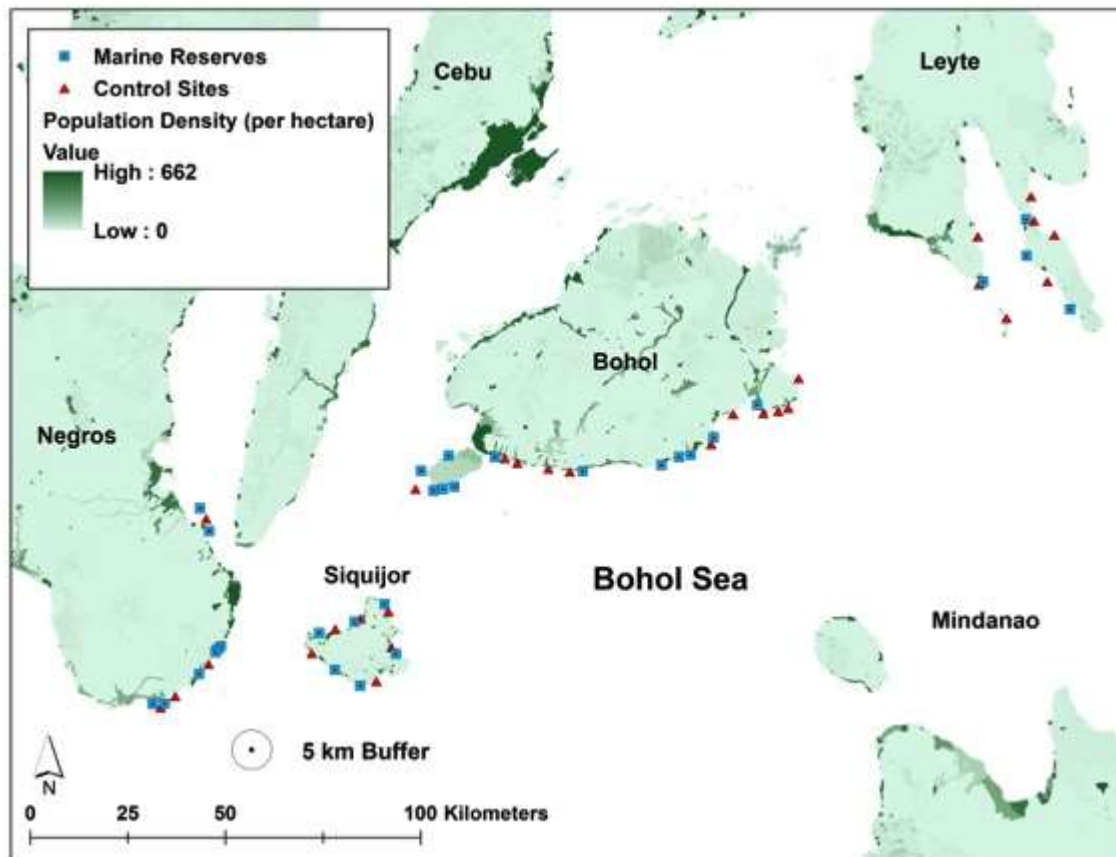 Marine Reserves
Control Sites
Population Density (per hectare)
Value
High : 662
Low : 0
Cebu
Leyte
Bohol
Negros
Siquijor
Bohol Sea
Mindanao
5 km Buffer
N
0 25 50 100 Kilometers